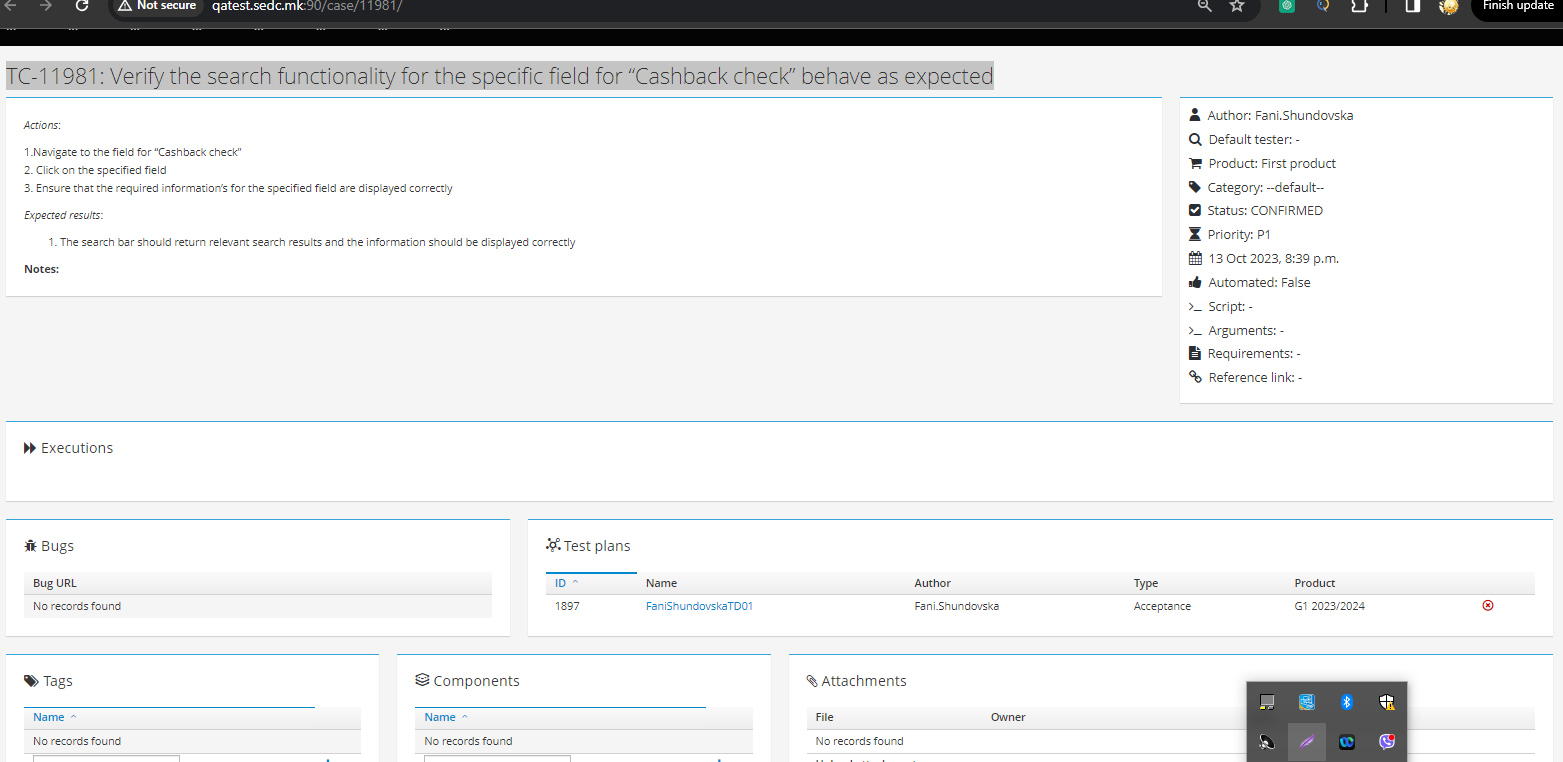 Not secure qatest.sedc.mk:90/case/11981/ Finish update
TC-11981: Verify the search functionality for the specific field for “Cashback check” behave as expected
Actions:
1.Navigate to the field for “Cashback check”
2. Click on the specified field
3. Ensure that the required information’s for the specified field are displayed correctly
Expected results:
1. The search bar should return relevant search results and the information should be displayed correctly
Notes:
Author: Fani.Shundovska
Default tester: -
Product: First product
Category: --default--
Status: CONFIRMED
Priority: P1
13 Oct 2023, 8:39 p.m.
Automated: False
Script: -
Arguments: -
Requirements: -
Reference link: -
Executions
Bugs
Bug URL
No records found
Test plans
ID Name Author Type Product
1897 FaniShundovskaTD01 Fani.Shundovska Acceptance G1 2023/2024
Tags
Name
No records found
Components
Name
No records found
Attachments
File Owner
No records found